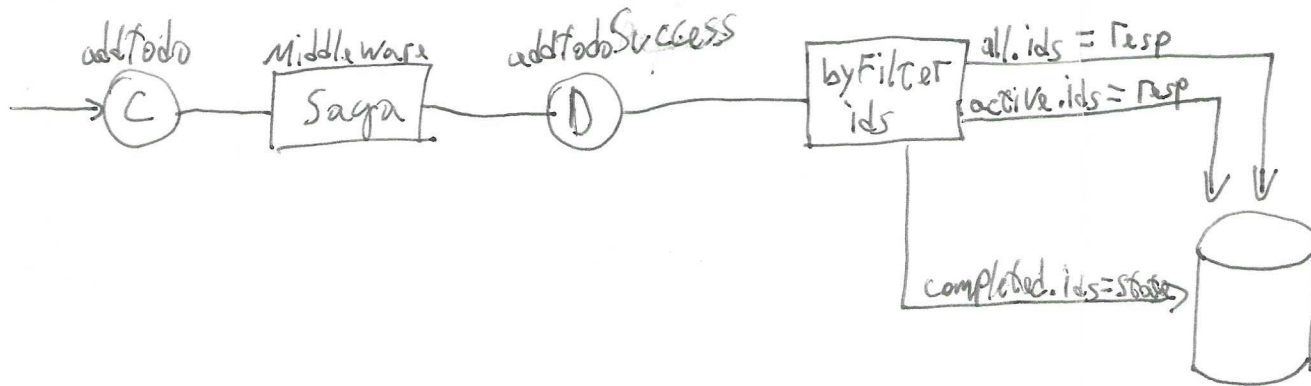 addTodo
C
Middleware
Saga
addTodoSuccess
D
byFilter
ids
all.ids = resp
active.ids = resp
completed.ids = state